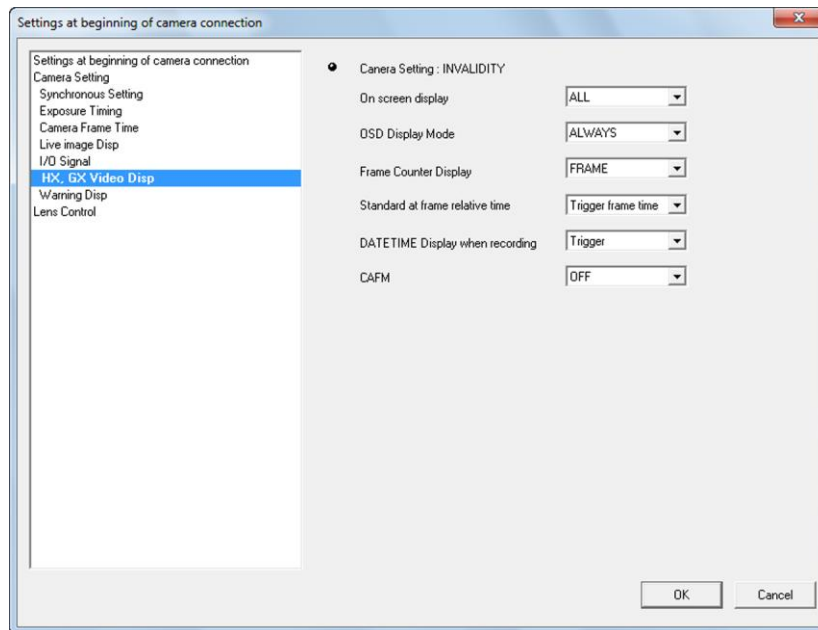 Settings at beginning of camera connection
Settings at beginning of camera connection
Camera Setting
Synchronous Setting
Exposure Timing
Camera Frame Time
Live image Disp
I/O Signal
HX, GX Video Disp
Warning Disp
Lens Control
Canera Setting : INVALIDITY
On screen display ALL
OSD Display Mode ALWAYS
Frame Counter Display FRAME
Standard at frame relative time Trigger frame time
DATETIME Display when recording Trigger
CAFM OFF
OK Cancel